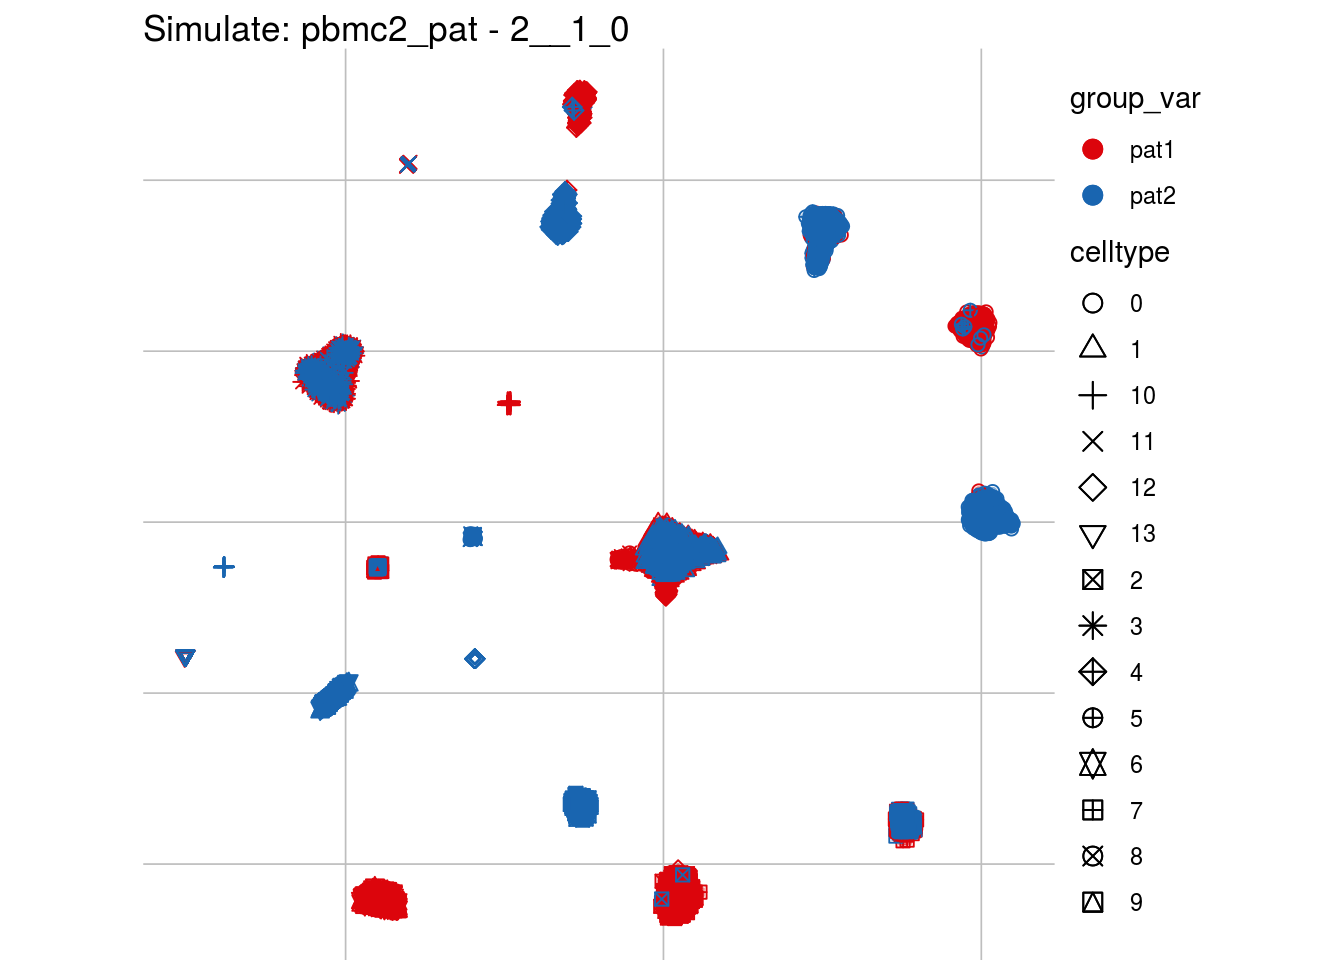 Simulate: pbmc2_pat - 2__1_0
group_var
pat1
pat2
celltype
0
1
10
11
12
13
2
3
4
5
6
7
8
9